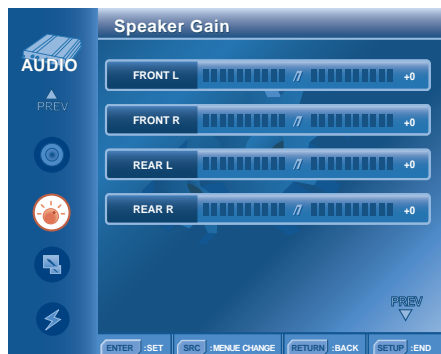 Speaker Gain
AUDIO
PREV
FRONT L +0
FRONT R +0
REAR L +0
REAR R +0
PREV
ENTER :SET SRC :MENUE CHANGE RETURN :BACK SETUP :END